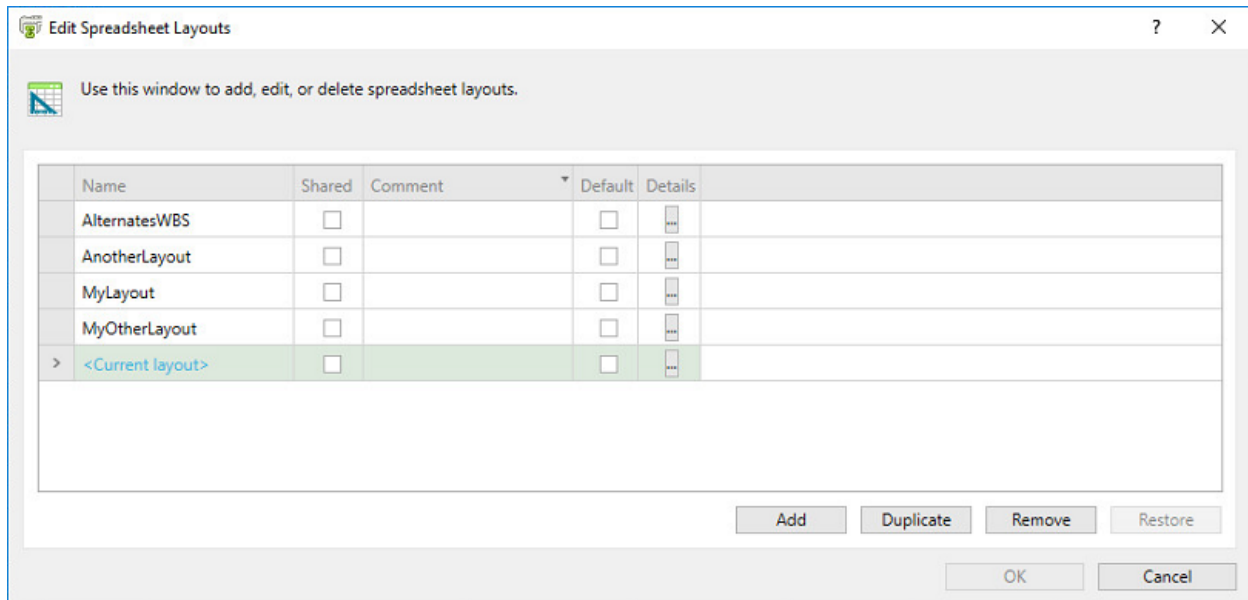 Edit Spreadsheet Layouts ?
Use this window to add, edit, or delete spreadsheet layouts.
Name Shared Comment Default Details
AlternatesWBS ...
AnotherLayout ...
MyLayout ...
MyOtherLayout ...
> <Current layout> ...
Add Duplicate Remove Restore
OK Cancel